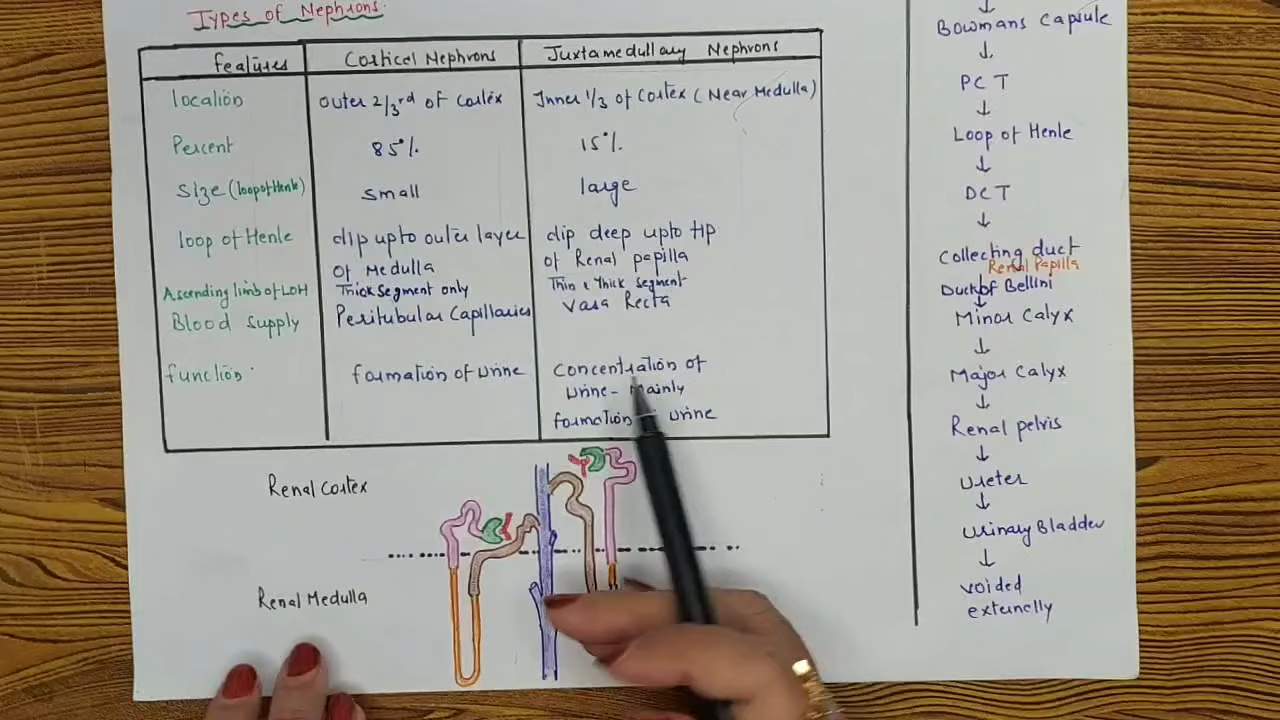 Types of Nephrons.
features
Cortical Nephrons
Juxtamedullary Nephrons
location
outer 2/3rd of Cortex
Inner 1/3 of Cortex (Near Medulla)
Percent
85%.
15%.
Size (loop of Henle)
small
large
loop of Henle
dip upto outer layer
of Medulla
dip deep upto tip
of Renal papilla
Ascending limb of LOH
Thick Segment only
Thin & Thick Segment
Blood Supply
Peritubular Capillaries
Vasa Recta
function.
formation of Urine
Concentration of
Urine - Mainly
formation urine
Renal Cortex
Renal Medulla
↓
Bowmans Capsule
↓
PCT
↓
Loop of Henle
↓
DCT
↓
Collecting duct
Renal Papilla
Duct of Bellini
↓
Minor Calyx
↓
Major Calyx
↓
Renal pelvis
↓
Ureter
↓
Urinary Bladder
↓
voided
externally